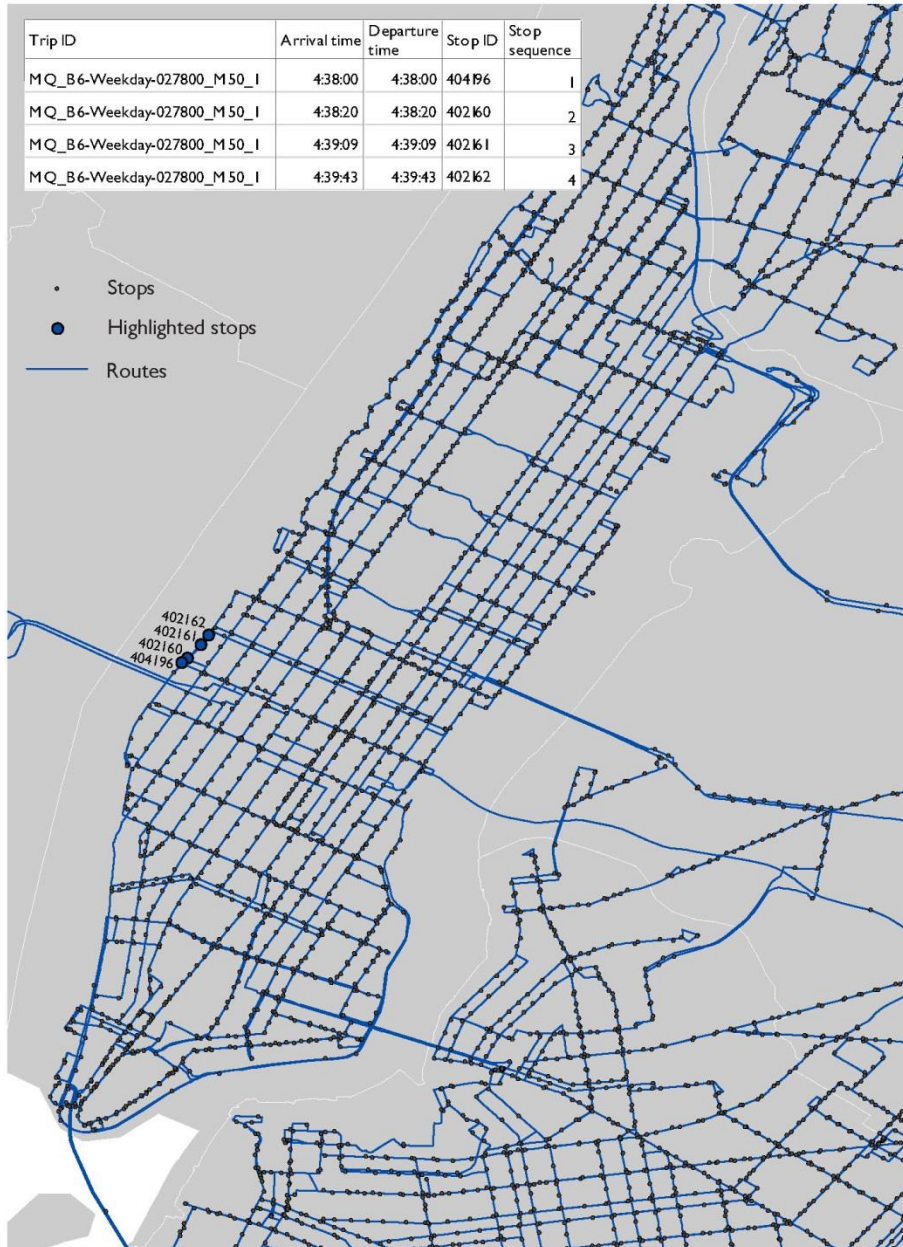 Trip ID Arrival time Departure time Stop ID Stop sequence
MQ_B6-Weekday-027800_M50_1 4:38:00 4:38:00 404196 1
MQ_B6-Weekday-027800_M50_1 4:38:20 4:38:20 402160 2
MQ_B6-Weekday-027800_M50_1 4:39:09 4:39:09 402161 3
MQ_B6-Weekday-027800_M50_1 4:39:43 4:39:43 402162 4
Stops
Highlighted stops
Routes
402162
402161
402160
404196